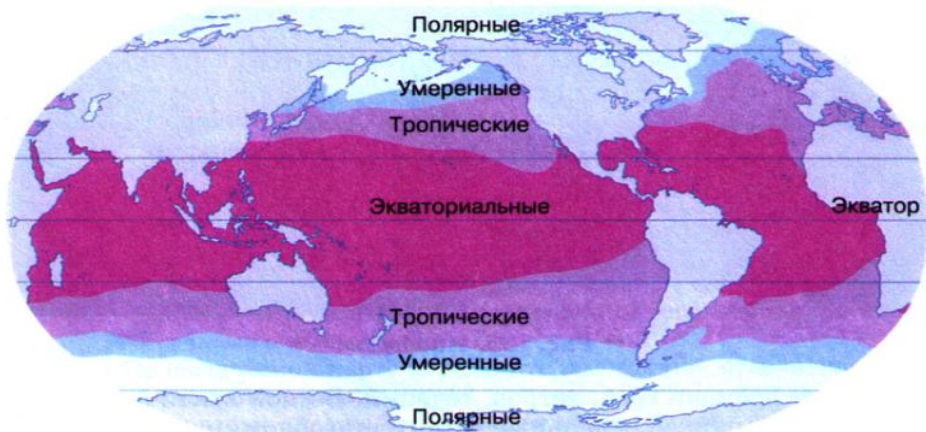 Полярные
Умеренные
Тропические
Экваториальные
Экватор
Тропические
Умеренные
Полярные